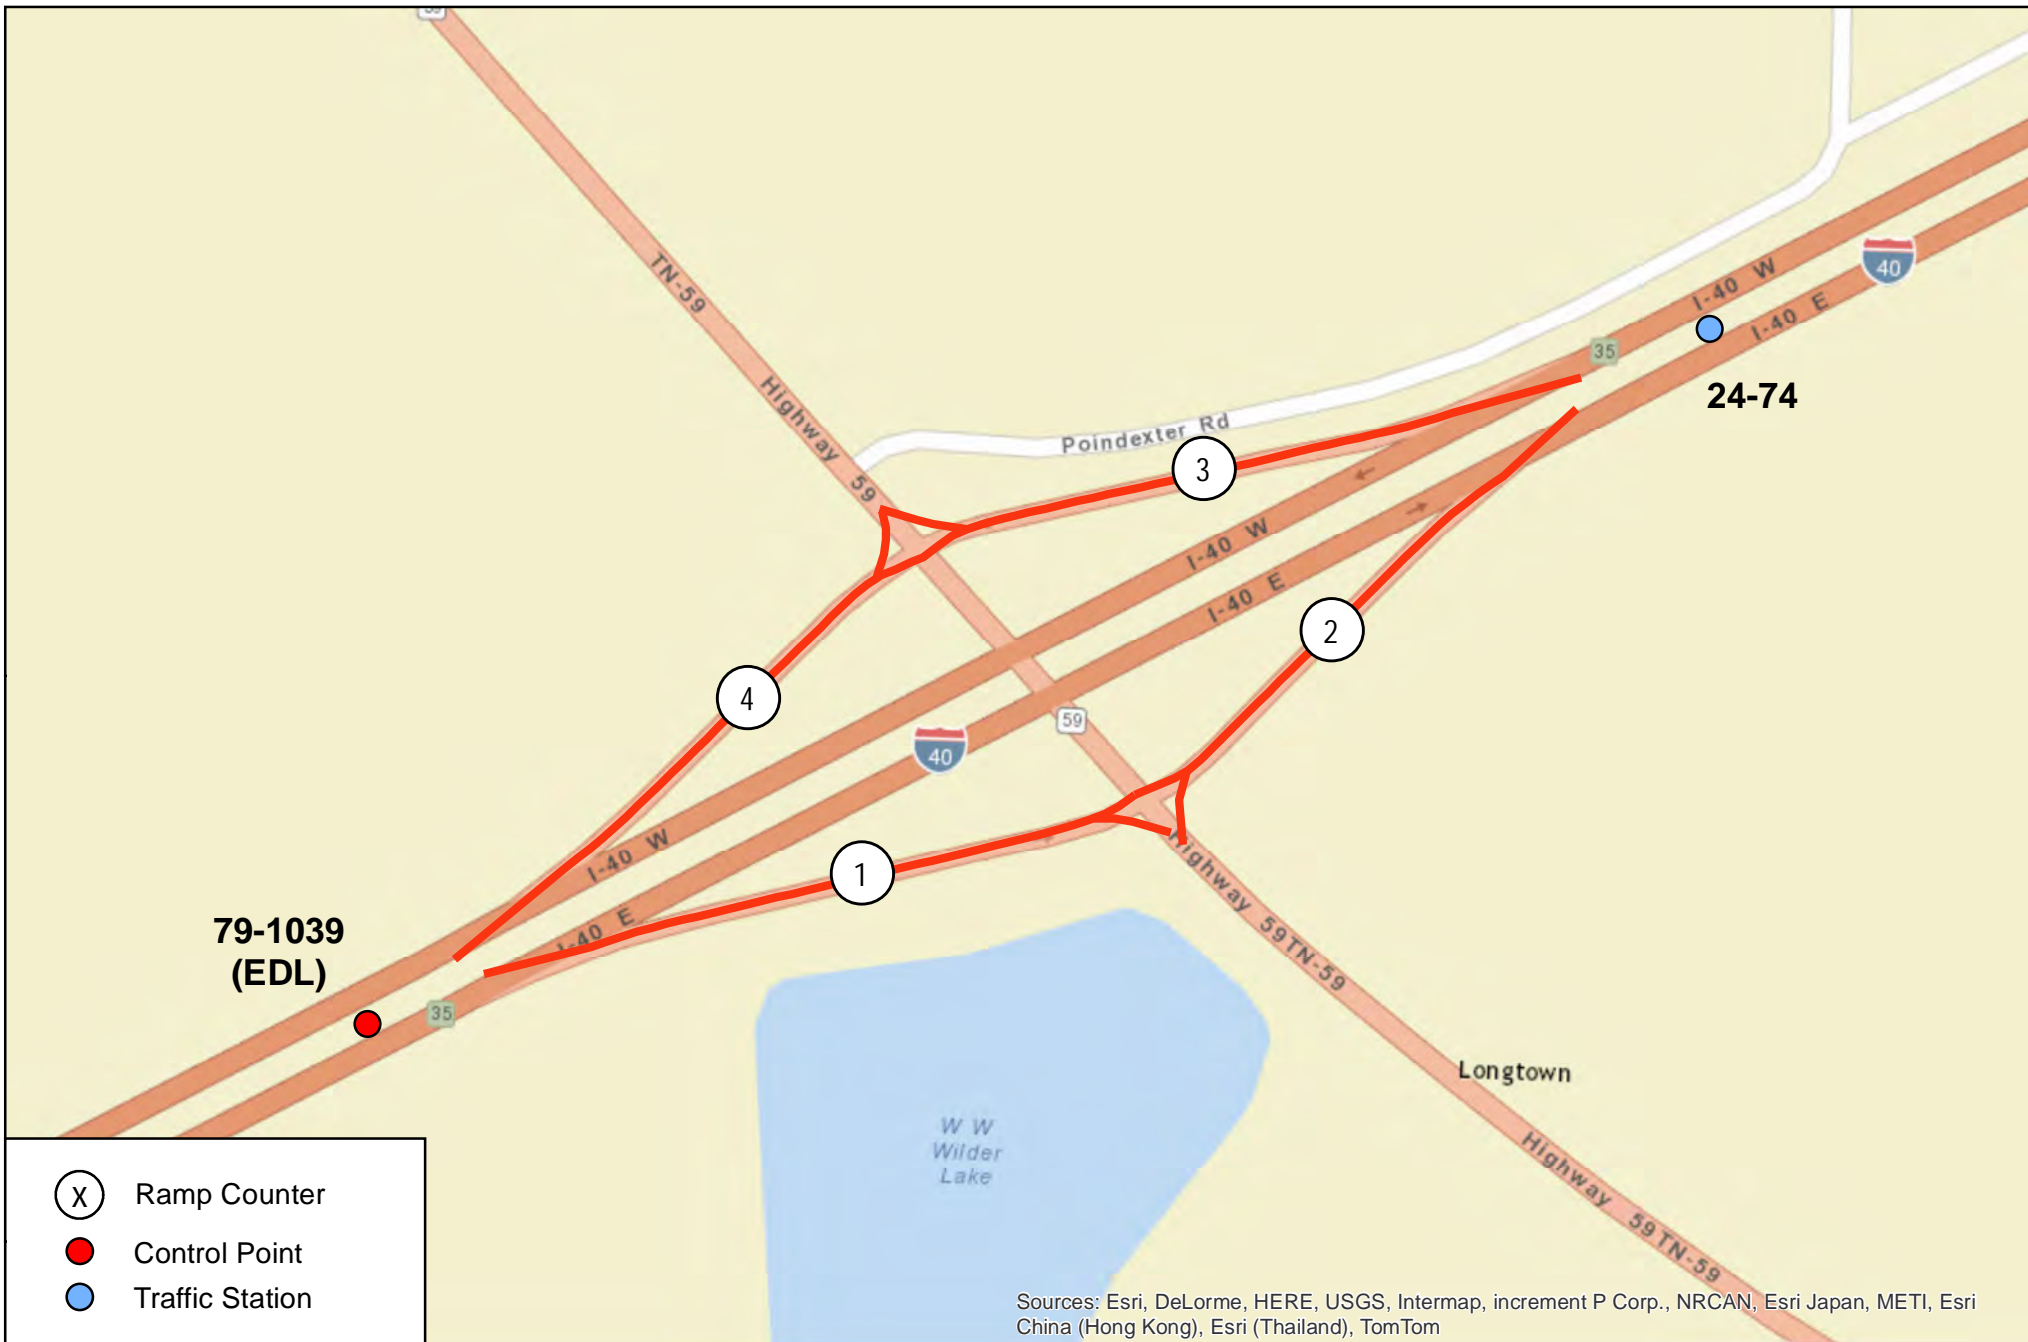 59
TN-59
Highway
59
Poindexter Rd
I-40 W
I-40 E
40
35
24-74
3
I-40 W
I-40 E
2
4
59
40
I-40 W
I-40 E
1
Highway 59
TN-59
79-1039
(EDL)
35
Longtown
W W
Wilder
Lake
Highway 59
TN-59
X Ramp Counter
Control Point
Traffic Station
Sources: Esri, DeLorme, HERE, USGS, Intermap, increment P Corp., NRCAN, Esri Japan, METI, Esri
China (Hong Kong), Esri (Thailand), TomTom